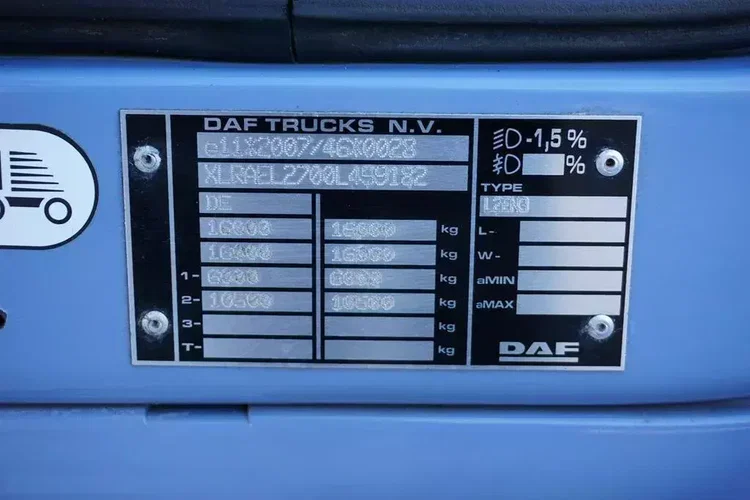 DAF TRUCKS N.V.
e11*2007/46*0028
XLRAEL2700L459182
DE
16000 16000 kg
16000 16000 kg
1- 6000 6000 kg
2- 10500 10500 kg
3- kg
T- kg
-1,5 %
%
TYPE
L-
W-
aMIN
aMAX
DAF